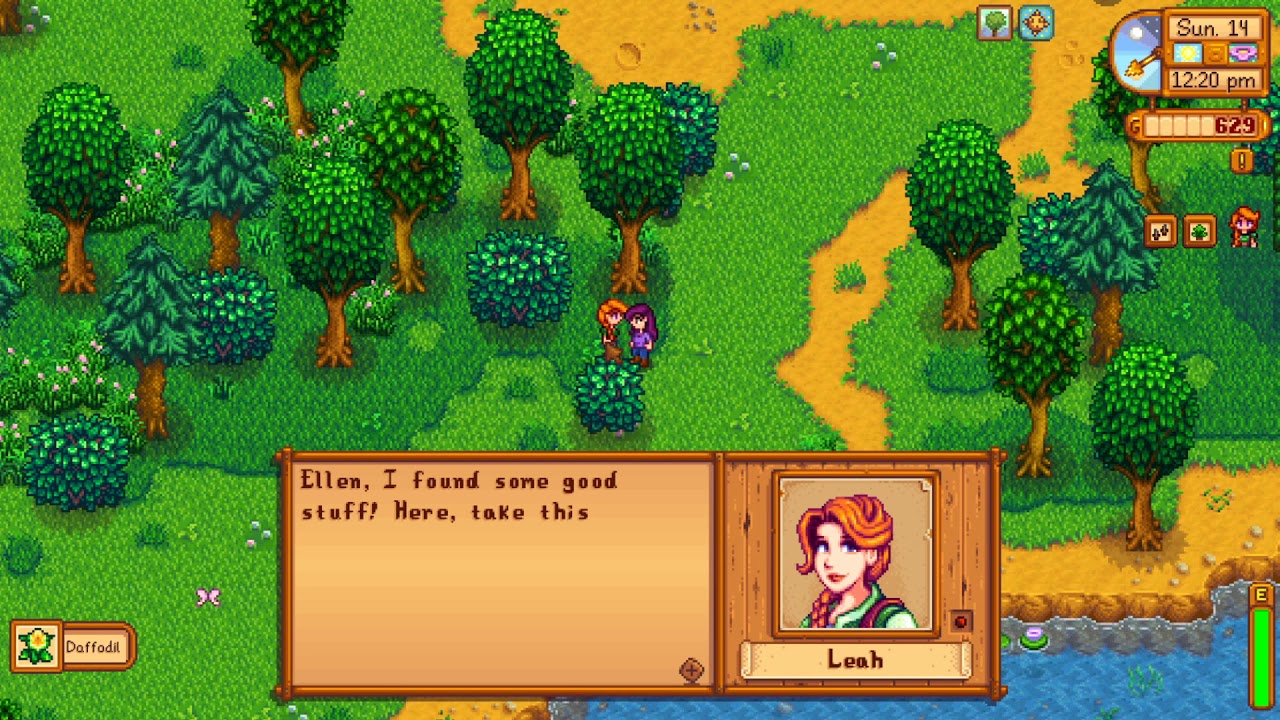 Sun. 14
12:20 pm
G 629
!
Ellen, I found some good
stuff! Here, take this
Leah
Daffodil
E